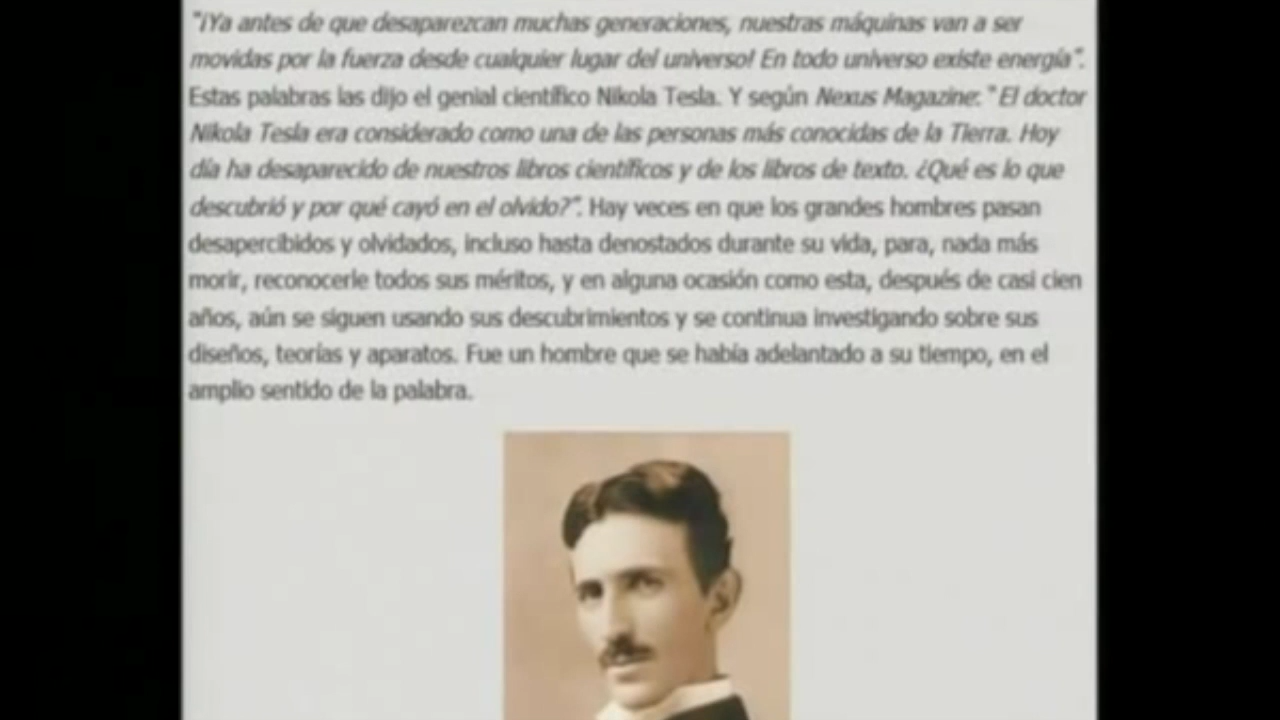 "¡Ya antes de que desaparezcan muchas generaciones, nuestras máquinas van a ser
movidas por la fuerza desde cualquier lugar del universo! En todo universo existe energía".
Estas palabras las dijo el genial científico Nikola Tesla. Y según Nexus Magazine: "El doctor
Nikola Tesla era considerado como una de las personas más conocidas de la Tierra. Hoy
día ha desaparecido de nuestros libros científicos y de los libros de texto. ¿Qué es lo que
descubrió y por qué cayó en el olvido?". Hay veces en que los grandes hombres pasan
desapercibidos y olvidados, incluso hasta denostados durante su vida, para, nada más
morir, reconocerle todos sus méritos, y en alguna ocasión como esta, después de casi cien
años, aún se siguen usando sus descubrimientos y se continua investigando sobre sus
diseños, teorías y aparatos. Fue un hombre que se había adelantado a su tiempo, en el
amplio sentido de la palabra.